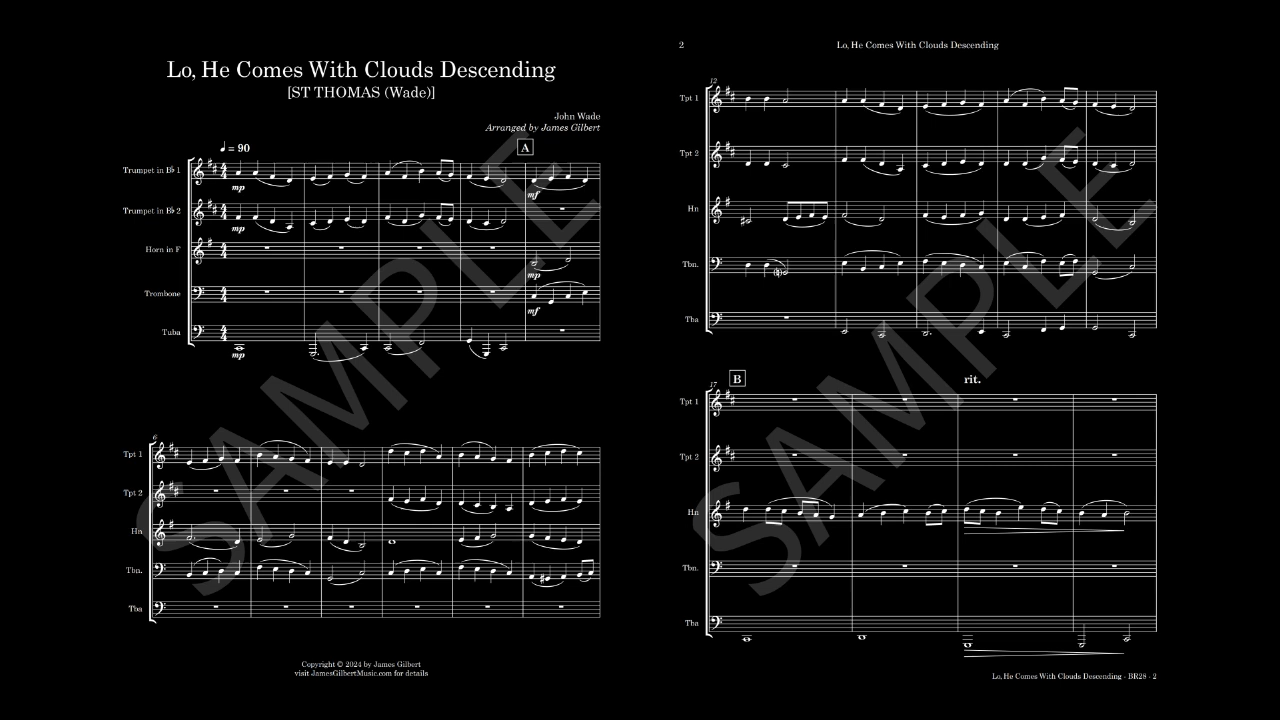 Lo, He Comes With Clouds Descending
[ST THOMAS (Wade)]
John Wade
Arranged by James Gilbert
♩ = 90
A
Trumpet in B♭ 1
mp
mf
Trumpet in B♭ 2
mp
Horn in F
mp
Trombone
mf
Tuba
mp
6
Tpt 1
Tpt 2
Hn
Tbn.
Tba
Copyright © 2024 by James Gilbert
visit JamesGilbertMusic.com for details
SAMPLE
2
Lo, He Comes With Clouds Descending
12
Tpt 1
Tpt 2
Hn
Tbn.
Tba
17
B
rit.
Tpt 1
Tpt 2
Hn
Tbn.
Tba
Lo, He Comes With Clouds Descending - BR28 - 2
SAMPLE